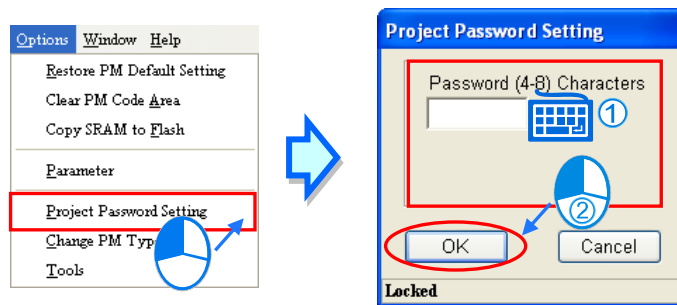 Options Window Help
Restore PM Default Setting
Clear PM Code Area
Copy SRAM to Flash
Parameter
Project Password Setting
Change PM Typ
Tools
Project Password Setting
Password (4-8) Characters
1
2
OK Cancel
Locked